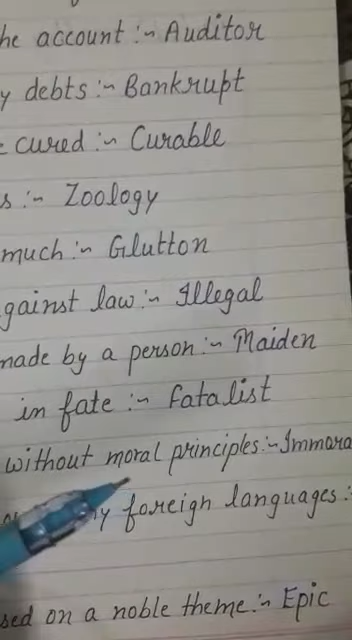 he account :~ Auditor
y debts :~ Bankrupt
e cured :~ Curable
s :~ Zoology
much :~ Glutton
gainst law :~ Illegal
made by a person :~ Maiden
in fate :~ Fatalist
without moral principles :~ Immora
y foreign languages :
sed on a noble theme :~ Epic